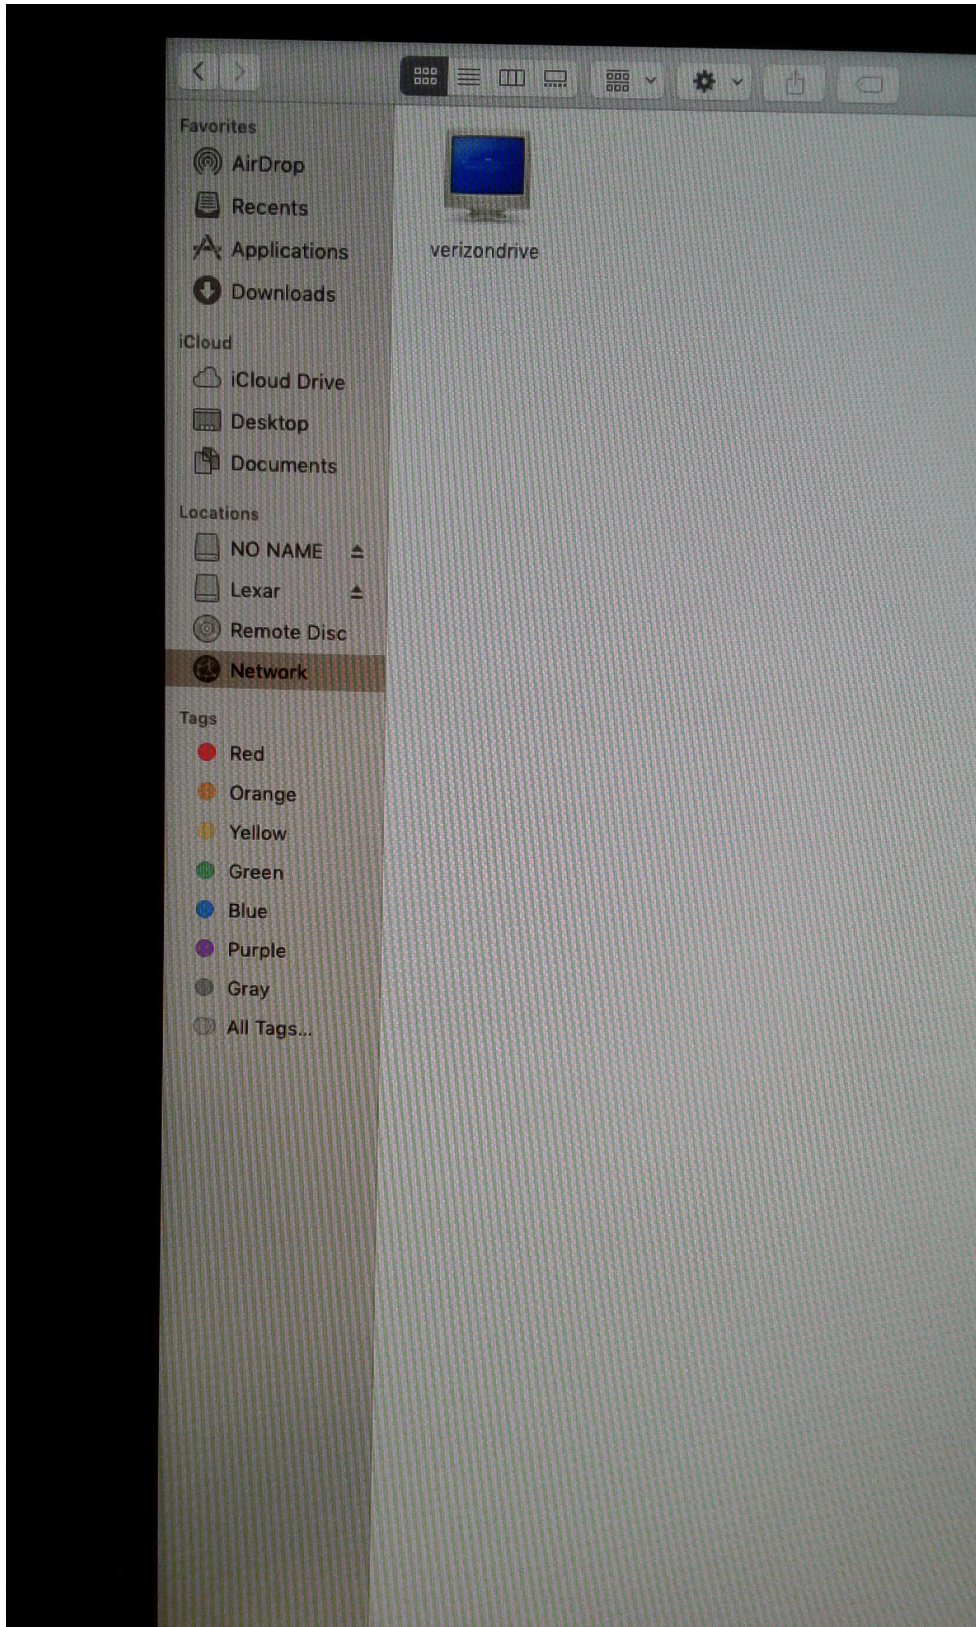 Favorites
AirDrop
Recents
Applications
Downloads
iCloud
iCloud Drive
Desktop
Documents
Locations
NO NAME
Lexar
Remote Disc
Network
Tags
Red
Orange
Yellow
Green
Blue
Purple
Gray
All Tags...
verizondrive